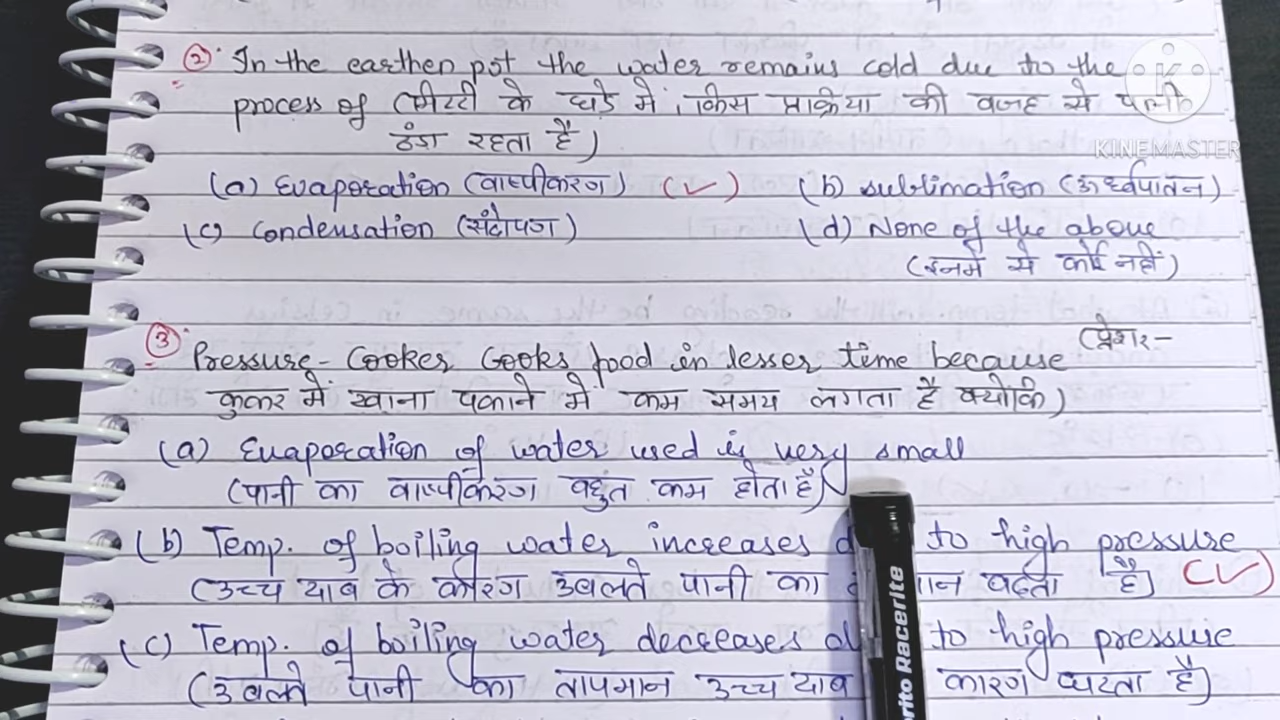 ② In the earthen pot the water remains cold due to the
process of (मिटटी के घड़े में, किस प्राक्रिया की वजह से पानी
ठंडा रहता है)
(a) Evaporation (वाष्पीकरण) (✓) (b) sublimation (ऊर्ध्वपातन)
(c) Condensation (संद्योपण) (d) None of the above
(इनमे से कोई नहीं)
③ Pressure-Cooker Cooks food in lesser time because (प्रेशर-
कुकर में खाना पकाने मे कम समय लगता है क्योकि)
(a) Evaporation of water used is very small
(पानी का वाष्पीकरण बहुत कम होता है)
(b) Temp. of boiling water increases d to high pressure
(उच्च याब के कारण उबलते पानी का मान बढ़ता है) (✓)
(c) Temp. of boiling water decreases d to high pressure
(उबलते पानी का तापमान उच्च याब कारण घटता है)
KINEMASTER
Racerite